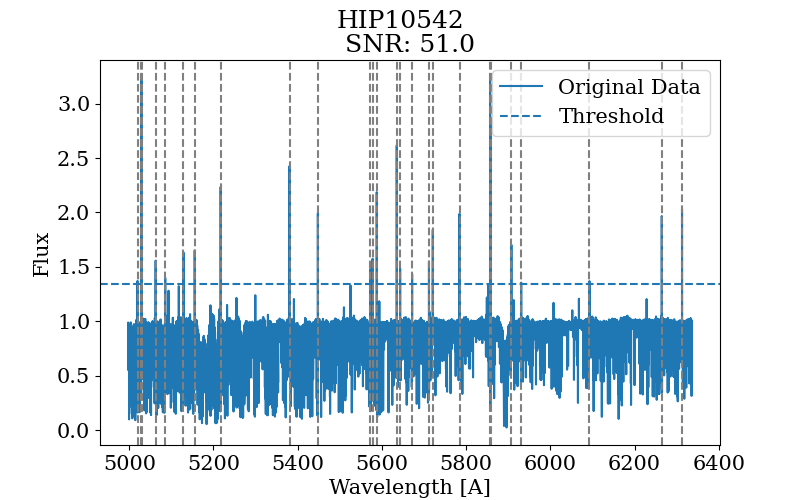 HIP10542
SNR: 51.0
Original Data
Threshold
3.0
2.5
2.0
1.5
1.0
0.5
0.0
Flux
5000 5200 5400 5600 5800 6000 6200 6400
Wavelength [A]